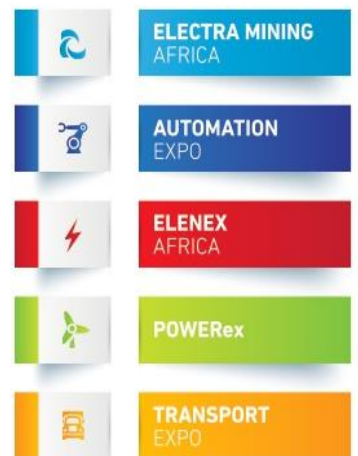 ELECTRA MINING
AFRICA
AUTOMATION
EXPO
ELENEX
AFRICA
POWERex
TRANSPORT
EXPO